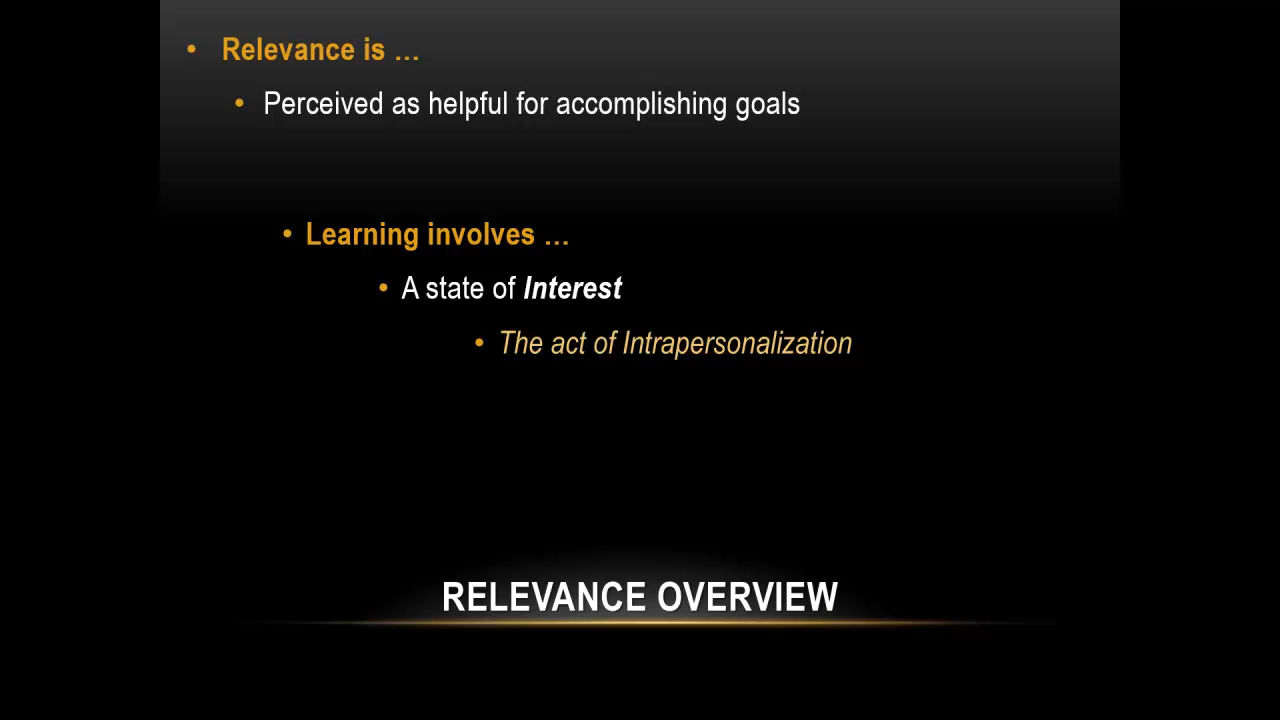 • Relevance is …
• Perceived as helpful for accomplishing goals
• Learning involves …
• A state of Interest
• The act of Intrapersonalization
RELEVANCE OVERVIEW